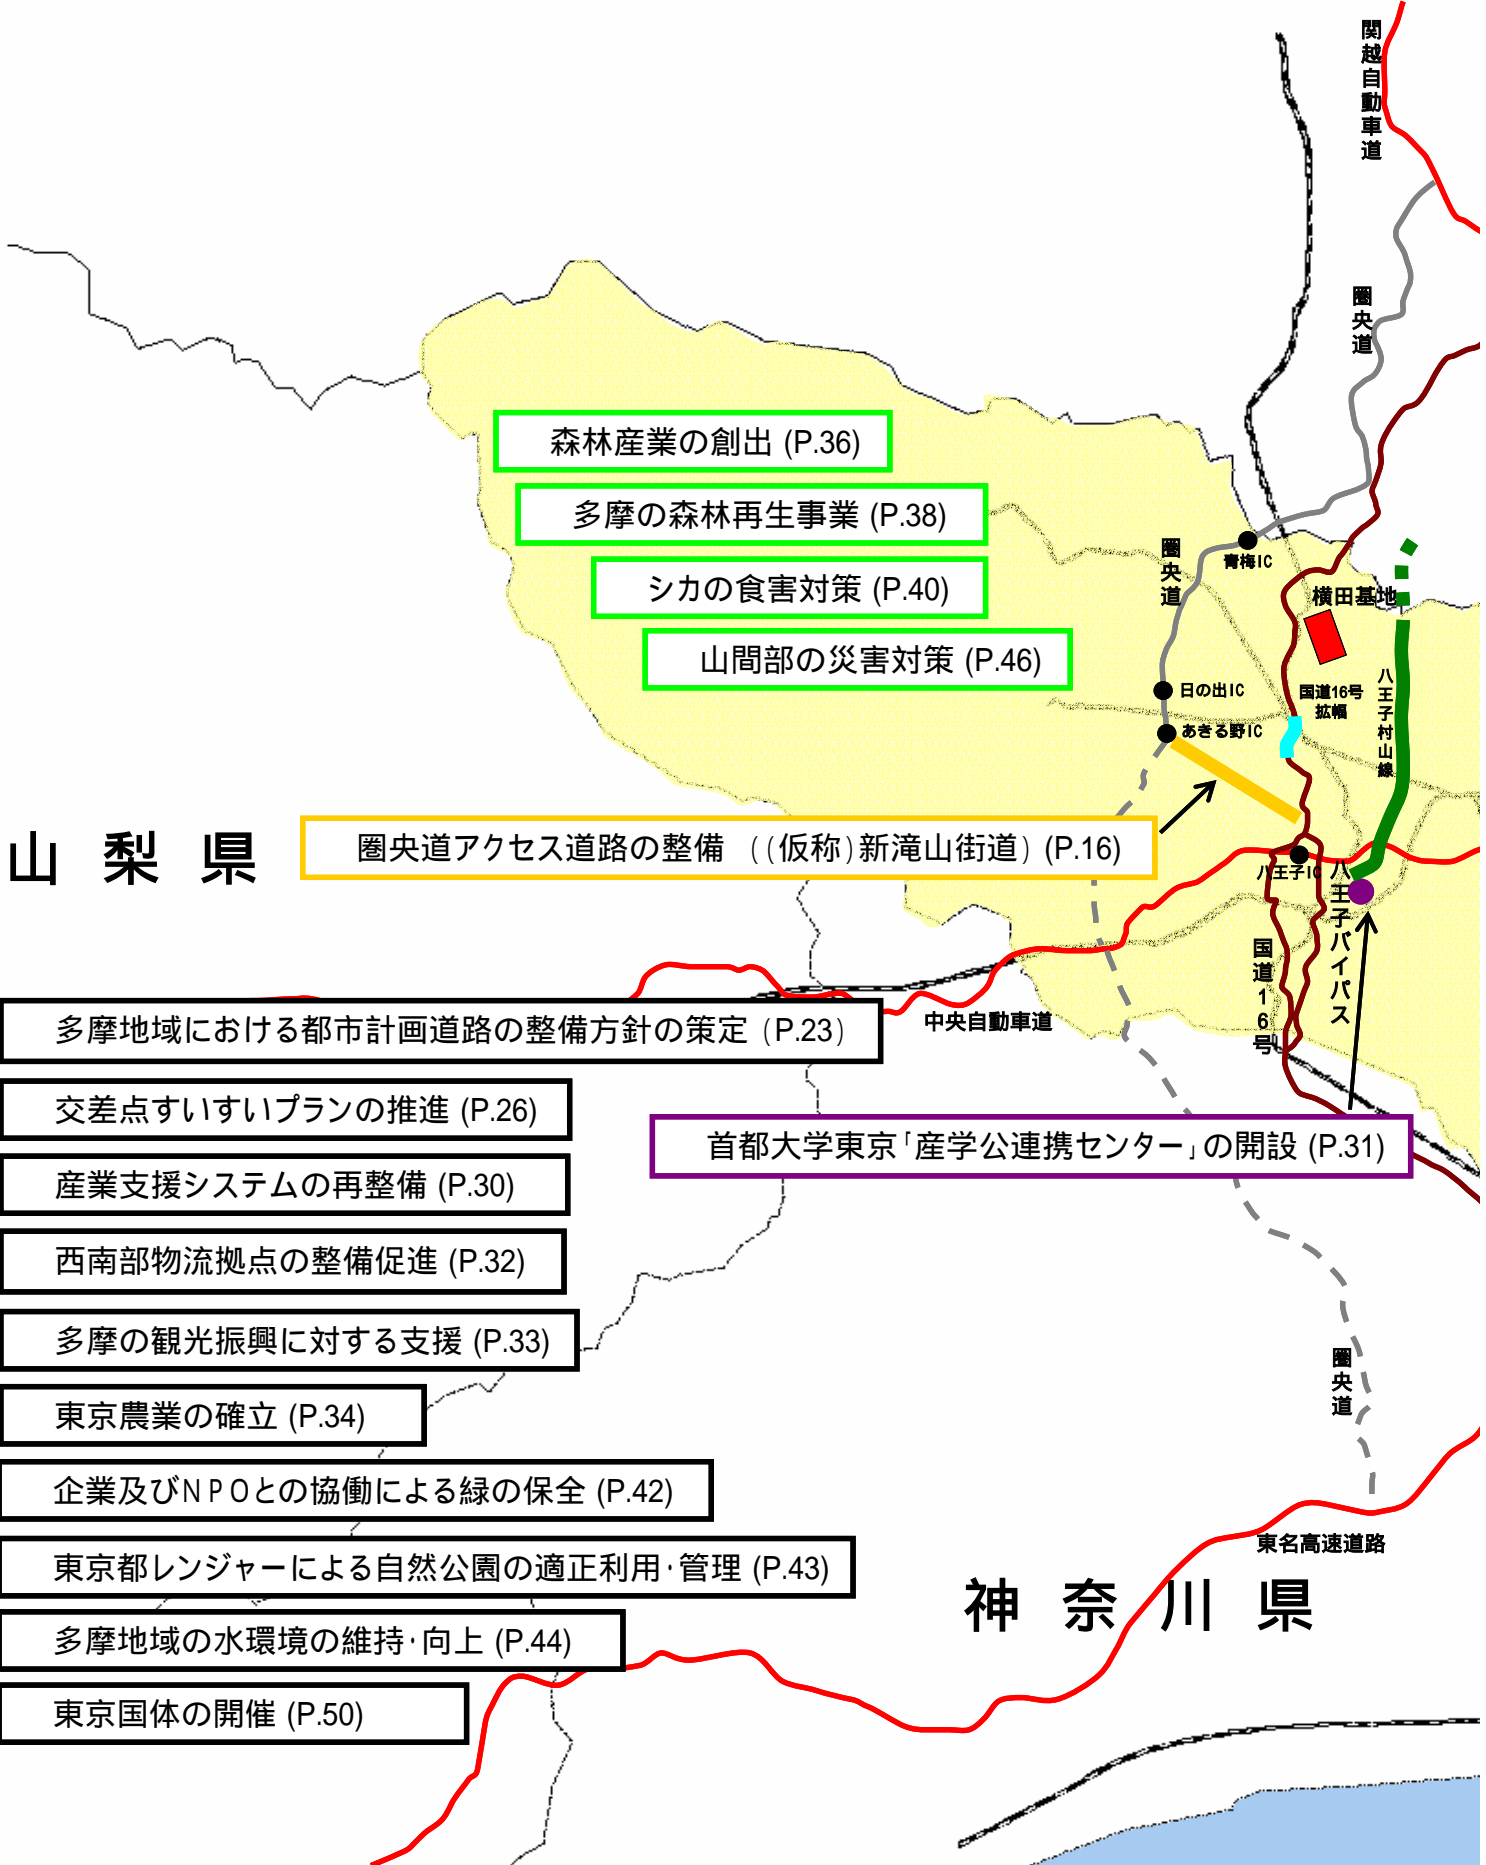 関越自動車道
圏央道
森林産業の創出 (P.36)
多摩の森林再生事業 (P.38)
圏央道
青梅IC
シカの食害対策 (P.40)
横田基地
山間部の災害対策 (P.46)
日の出IC
国道16号
拡幅
八王子村山線
あきる野IC
山梨県
圏央道アクセス道路の整備 ((仮称)新滝山街道) (P.16)
八王子IC
八王子バイパス
国道16号
多摩地域における都市計画道路の整備方針の策定 (P.23)
中央自動車道
交差点すいすいプランの推進 (P.26)
首都大学東京「産学公連携センター」の開設 (P.31)
産業支援システムの再整備 (P.30)
西南部物流拠点の整備促進 (P.32)
多摩の観光振興に対する支援 (P.33)
圏央道
東京農業の確立 (P.34)
企業及びNPOとの協働による緑の保全 (P.42)
東名高速道路
東京都レンジャーによる自然公園の適正利用・管理 (P.43)
神奈川県
多摩地域の水環境の維持・向上 (P.44)
東京国体の開催 (P.50)